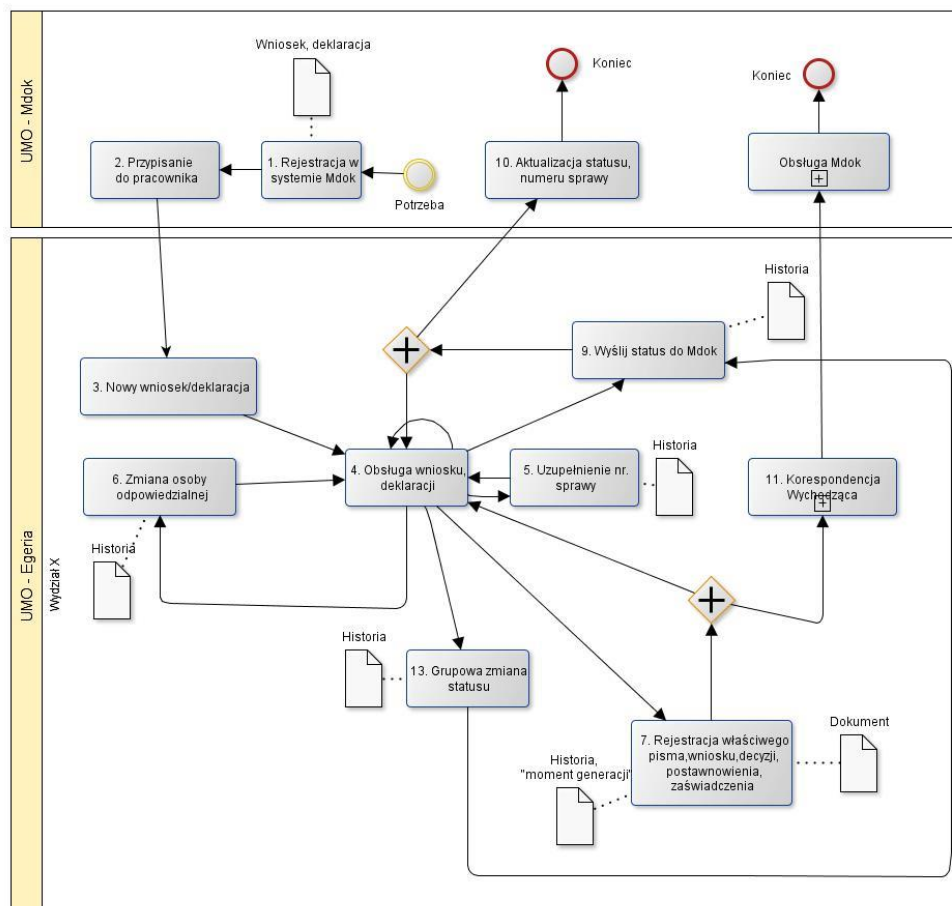 UMO - Mdok
Wniosek, deklaracja
Koniec
Koniec
2. Przypisanie
do pracownika
1. Rejestracja w
systemie Mdok
Potrzeba
10. Aktualizacja statusu,
numeru sprawy
Obsługa Mdok
UMO - Egeria
Wydział X
Historia
9. Wyślij status do Mdok
3. Nowy wniosek/deklaracja
6. Zmiana osoby
odpowiedzialnej
4. Obsługa wniosku,
deklaracji
5. Uzupełnienie nr.
sprawy
Historia
11. Korespondencja
Wychodząca
Historia
Historia
13. Grupowa zmiana
statusu
7. Rejestracja właściwego
pisma,wniosku,decyzji,
postawnowienia,
zaświadczenia
Dokument
Historia,
"moment generacji"